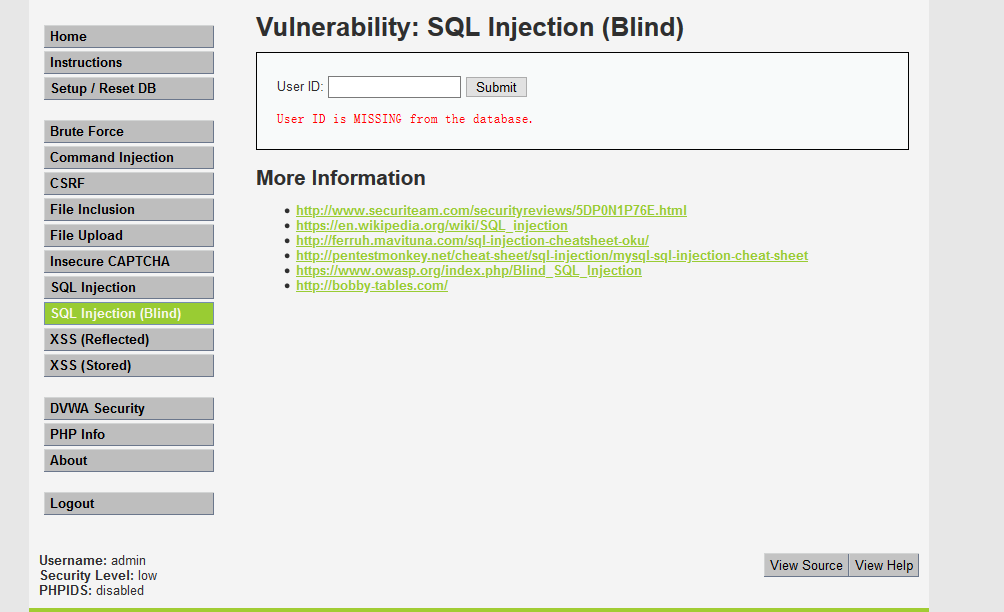 Home
Instructions
Setup / Reset DB
Brute Force
Command Injection
CSRF
File Inclusion
File Upload
Insecure CAPTCHA
SQL Injection
SQL Injection (Blind)
XSS (Reflected)
XSS (Stored)
DVWA Security
PHP Info
About
Logout
Vulnerability: SQL Injection (Blind)
User ID: Submit
User ID is MISSING from the database.
More Information
http://www.securiteam.com/securityreviews/5DP0N1P76E.html
https://en.wikipedia.org/wiki/SQL_injection
http://ferruh.mavituna.com/sql-injection-cheatsheet-oku/
http://pentestmonkey.net/cheat-sheet/sql-injection/mysql-sql-injection-cheat-sheet
https://www.owasp.org/index.php/Blind_SQL_Injection
http://bobby-tables.com/
Username: admin
Security Level: low
PHPIDS: disabled
View Source View Help